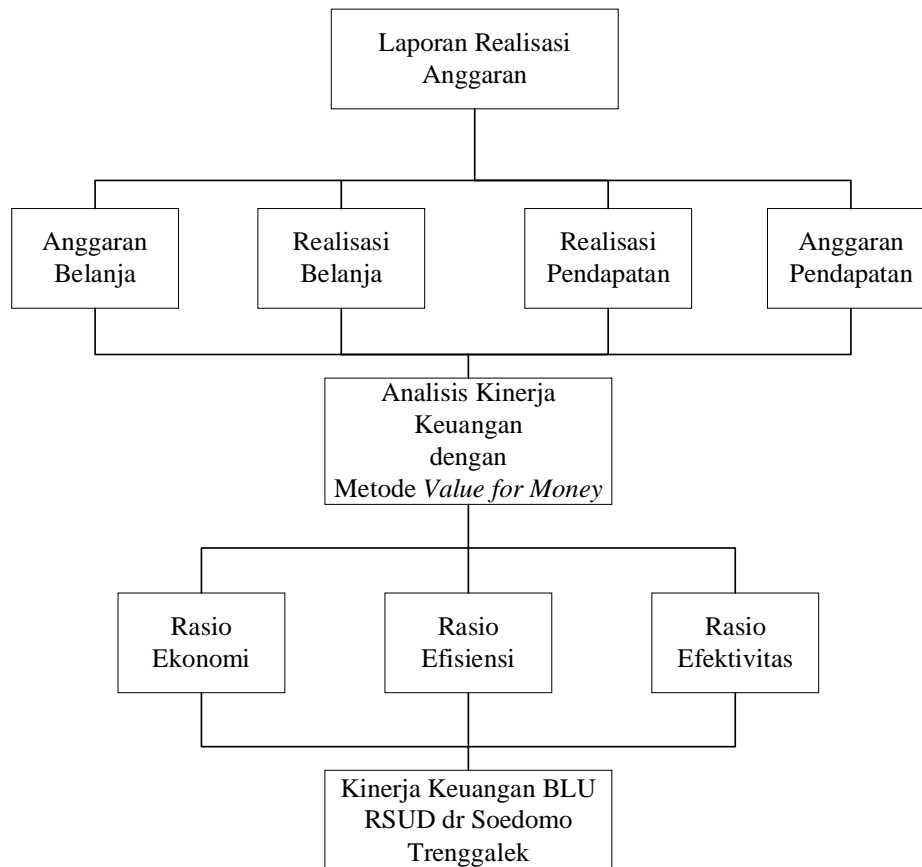 Laporan Realisasi
Anggaran
Anggaran
Belanja
Realisasi
Belanja
Realisasi
Pendapatan
Anggaran
Pendapatan
Analisis Kinerja
Keuangan
dengan
Metode Value for Money
Rasio
Ekonomi
Rasio
Efisiensi
Rasio
Efektivitas
Kinerja Keuangan BLU
RSUD dr Soedomo
Trenggalek